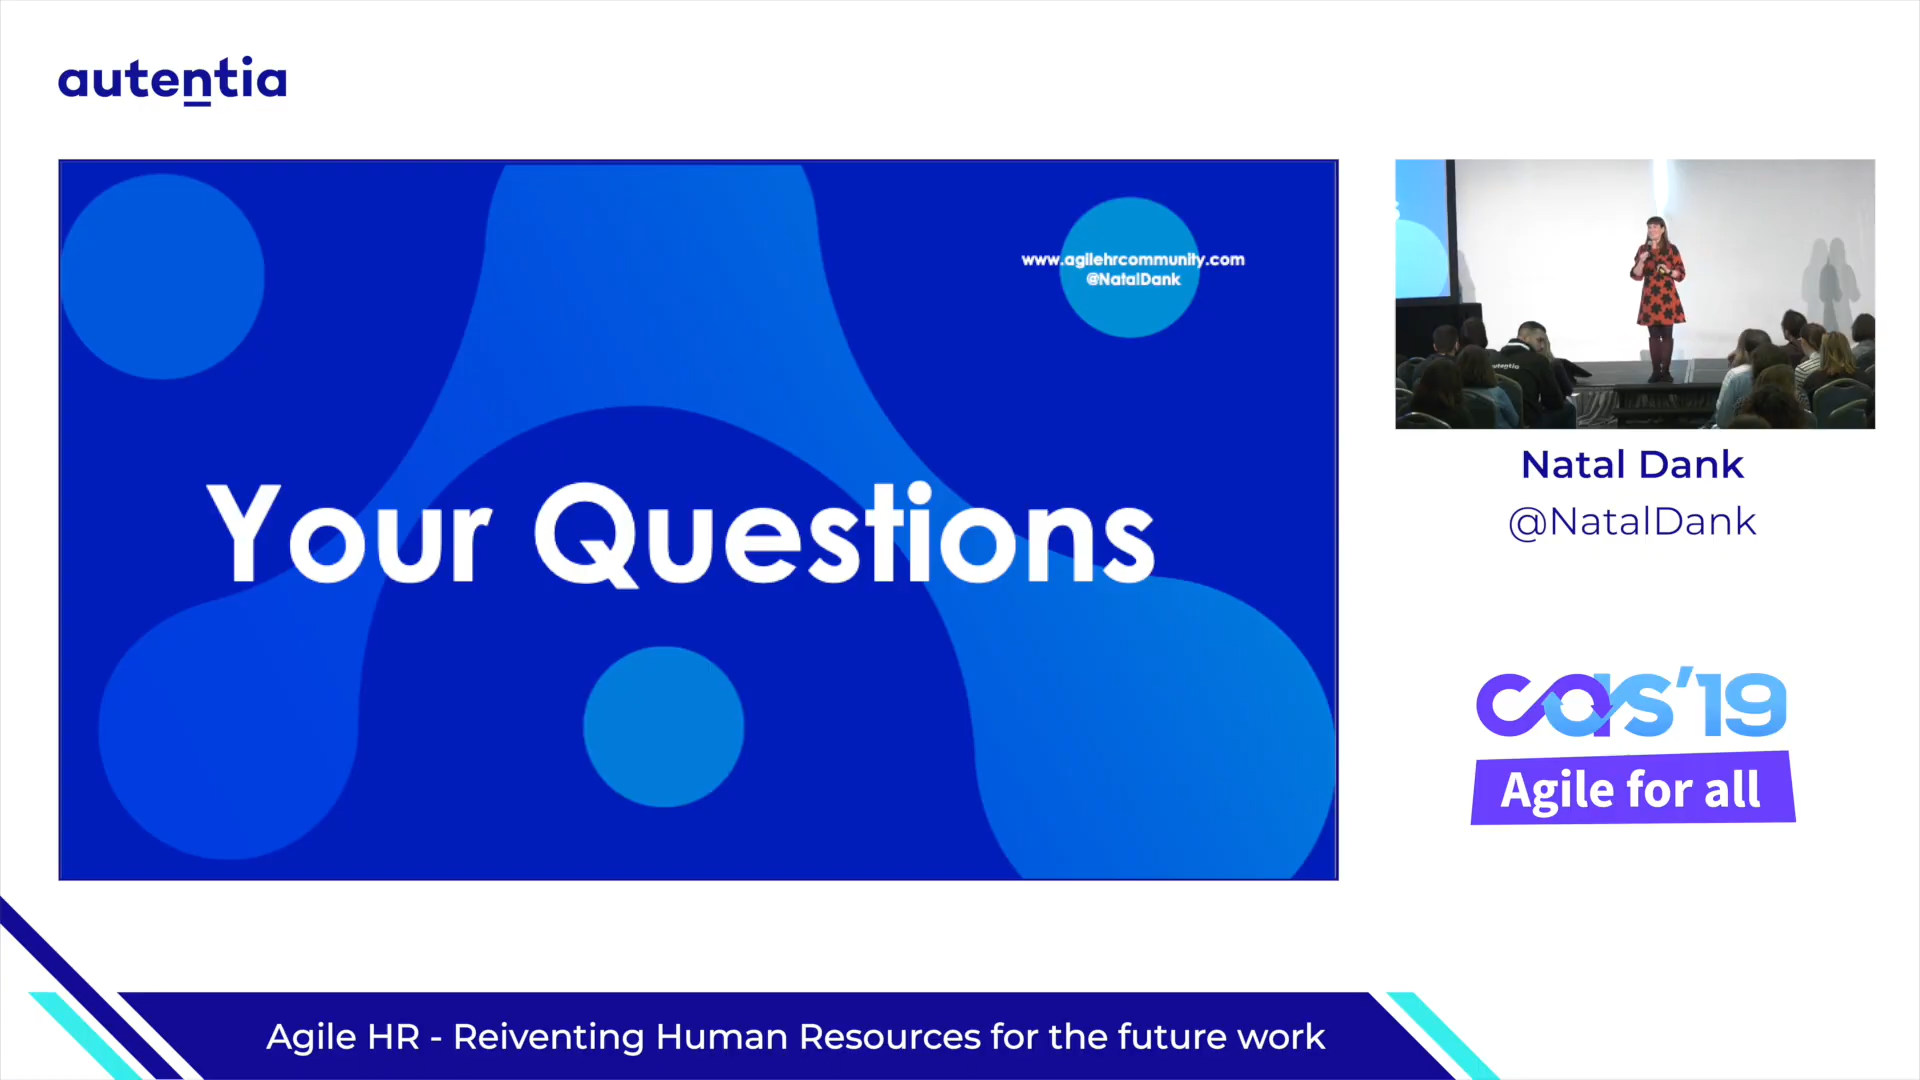 autentia
www.agilehrcommunity.com
@NatalDank
Your Questions
autentia
Natal Dank
@NatalDank
cas'19
Agile for all
Agile HR - Reiventing Human Resources for the future work